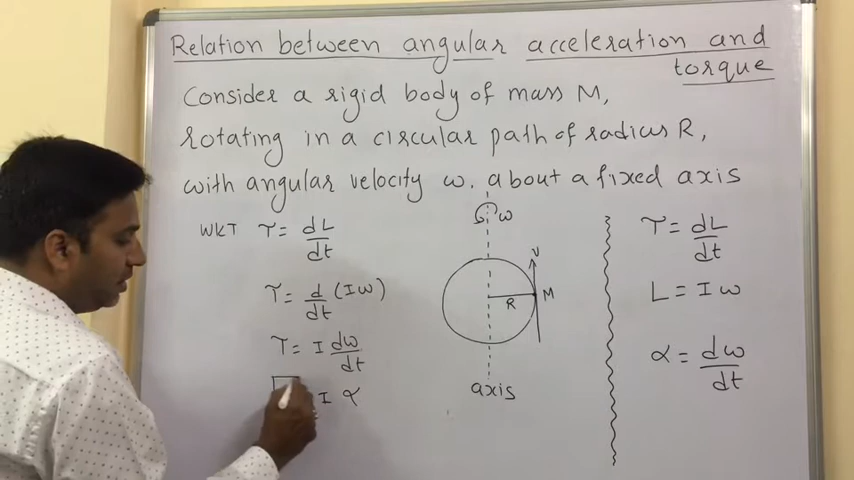 Relation between angular acceleration and
torque
Consider a rigid body of mass M,
rotating in a circular path of radius R,
with angular velocity ω. about a fixed axis
WKT τ = dL/dt
τ = d/dt (Iω)
τ = I dω/dt
= I α
ω
v
R
M
axis
τ = dL/dt
L = Iω
α = dω/dt